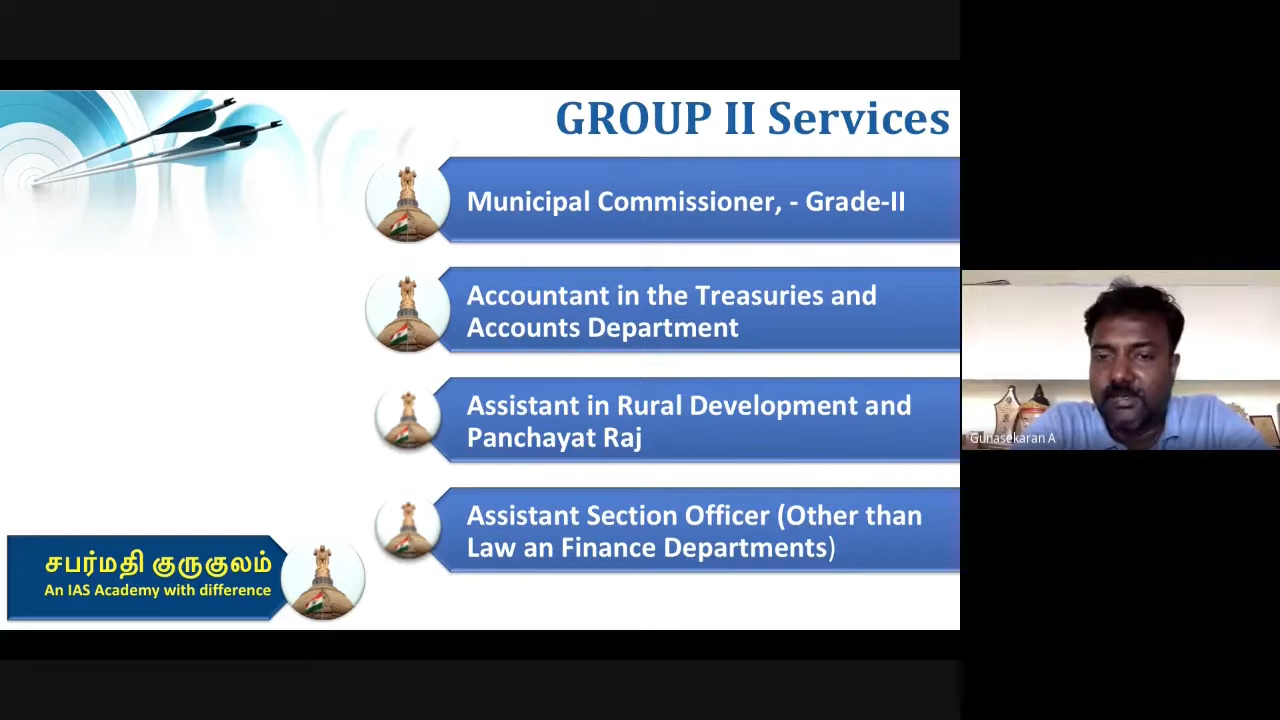 GROUP II Services
Municipal Commissioner, - Grade-II
Accountant in the Treasuries and
Accounts Department
Assistant in Rural Development and
Panchayat Raj
Assistant Section Officer (Other than
Law an Finance Departments)
சபர்மதி குருகுலம்
An IAS Academy with difference
Gunasekaran A